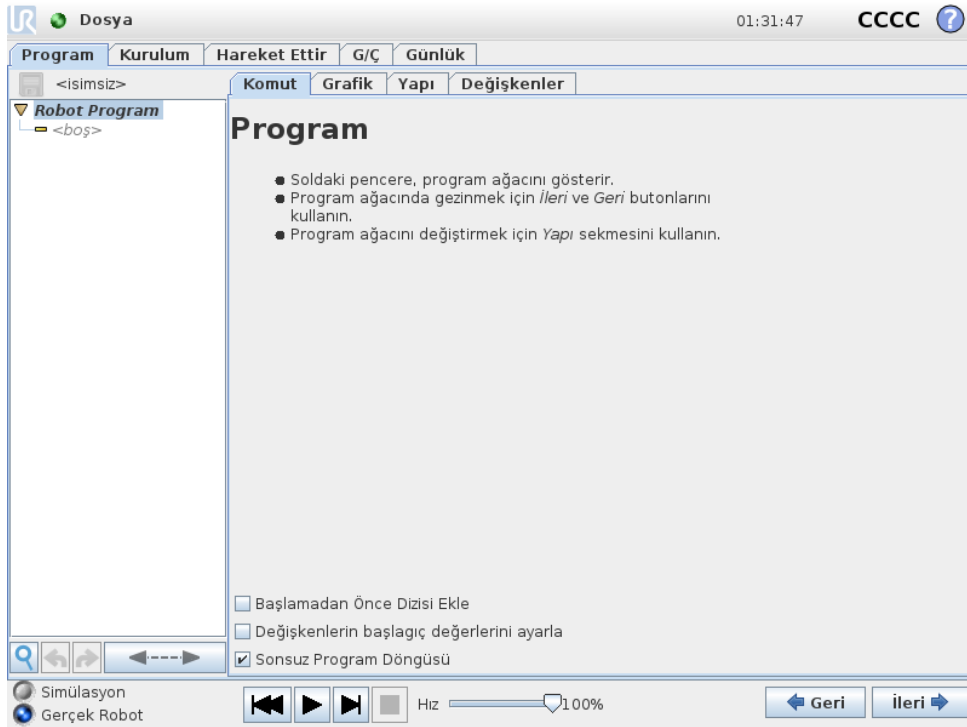 Dosya
01:31:47
CCCC
?
Program
Kurulum
Hareket Ettir
G/Ç
Günlük
<isimsiz>
Komut
Grafik
Yapı
Değişkenler
Robot Program
<boş>
Program
Soldaki pencere, program ağacını gösterir.
Program ağacında gezinmek için İleri ve Geri butonlarını
kullanın.
Program ağacını değiştirmek için Yapı sekmesini kullanın.
Başlamadan Önce Dizisi Ekle
Değişkenlerin başlagıç değerlerini ayarla
Sonsuz Program Döngüsü
Simülasyon
Gerçek Robot
Hız
100%
Geri
İleri